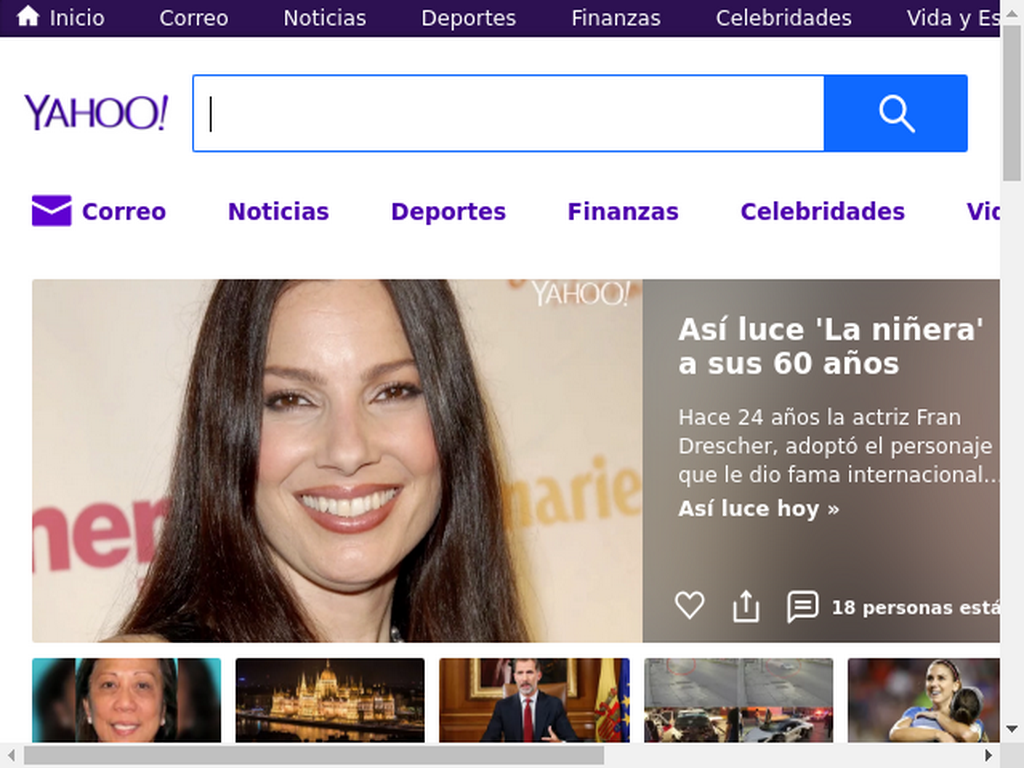 Inicio Correo Noticias Deportes Finanzas Celebridades Vida y Es
YAHOO!
Correo Noticias Deportes Finanzas Celebridades Vid
YAHOO!
Así luce 'La niñera'
a sus 60 años
Hace 24 años la actriz Fran
Drescher, adoptó el personaje
que le dio fama internacional...
Así luce hoy »
18 personas está
ner
marie